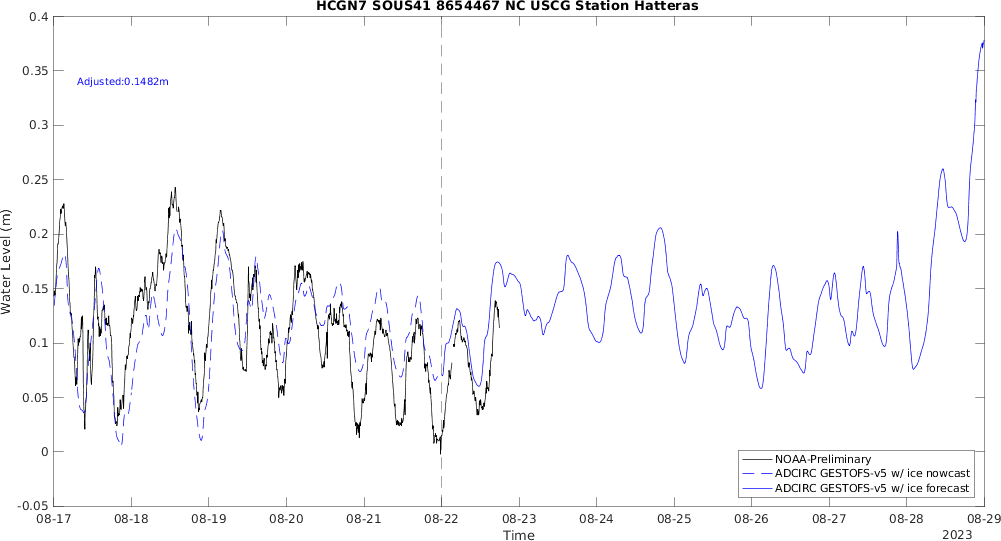 HCGN7 SOUS41 8654467 NC USCG Station Hatteras
Adjusted:0.1482m
Water Level (m)
0.4
0.35
0.3
0.25
0.2
0.15
0.1
0.05
0
-0.05
NOAA-Preliminary
ADCIRC GESTOFS-v5 w/ ice nowcast
ADCIRC GESTOFS-v5 w/ ice forecast
08-17 08-18 08-19 08-20 08-21 08-22 08-23 08-24 08-25 08-26 08-27 08-28 08-29
Time
2023